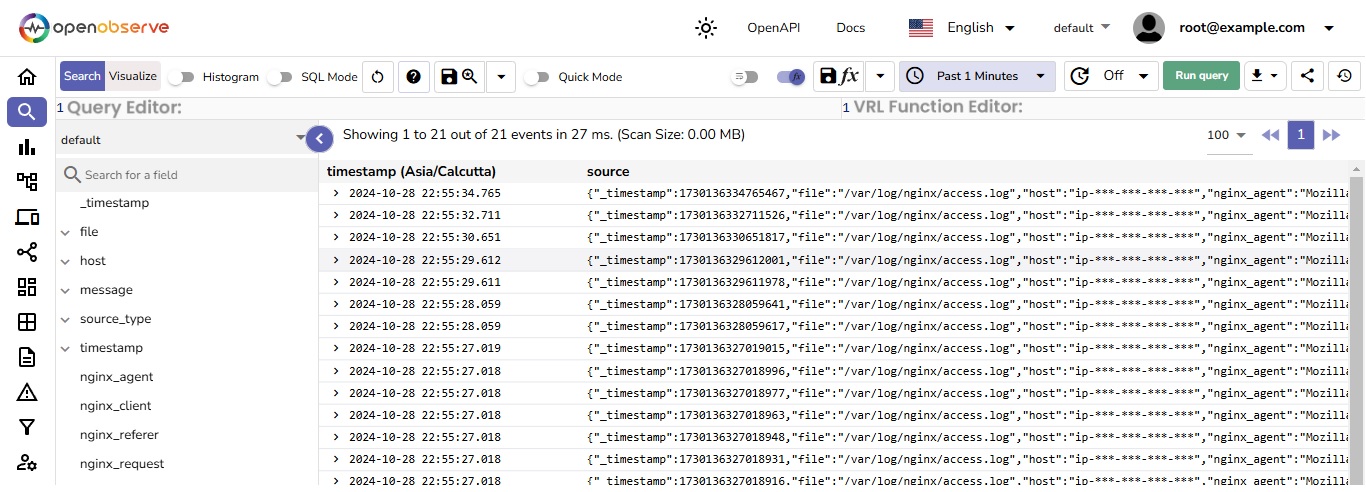 openobserve OpenAPI Docs English default root@example.com
Search Visualize Histogram SQL Mode Quick Mode fx fx Past 1 Minutes Off Run query
1 Query Editor: 1 VRL Function Editor:
default Showing 1 to 21 out of 21 events in 27 ms. (Scan Size: 0.00 MB) 100 1
Search for a field
_timestamp
file
host
message
source_type
timestamp
nginx_agent
nginx_client
nginx_referer
nginx_request
timestamp (Asia/Calcutta) source
2024-10-28 22:55:34.765 {"_timestamp":1730136334765467,"file":"/var/log/nginx/access.log","host":"ip-***-***-***-***","nginx_agent":"Mozilla
2024-10-28 22:55:32.711 {"_timestamp":1730136332711526,"file":"/var/log/nginx/access.log","host":"ip-***-***-***-***","nginx_agent":"Mozilla
2024-10-28 22:55:30.651 {"_timestamp":1730136330651817,"file":"/var/log/nginx/access.log","host":"ip-***-***-***-***","nginx_agent":"Mozilla
2024-10-28 22:55:29.612 {"_timestamp":1730136329612001,"file":"/var/log/nginx/access.log","host":"ip-***-***-***-***","nginx_agent":"Mozilla
2024-10-28 22:55:29.611 {"_timestamp":1730136329611978,"file":"/var/log/nginx/access.log","host":"ip-***-***-***-***","nginx_agent":"Mozilla
2024-10-28 22:55:28.059 {"_timestamp":1730136328059641,"file":"/var/log/nginx/access.log","host":"ip-***-***-***-***","nginx_agent":"Mozilla
2024-10-28 22:55:28.059 {"_timestamp":1730136328059617,"file":"/var/log/nginx/access.log","host":"ip-***-***-***-***","nginx_agent":"Mozilla
2024-10-28 22:55:27.019 {"_timestamp":1730136327019015,"file":"/var/log/nginx/access.log","host":"ip-***-***-***-***","nginx_agent":"Mozilla
2024-10-28 22:55:27.018 {"_timestamp":1730136327018996,"file":"/var/log/nginx/access.log","host":"ip-***-***-***-***","nginx_agent":"Mozilla
2024-10-28 22:55:27.018 {"_timestamp":1730136327018977,"file":"/var/log/nginx/access.log","host":"ip-***-***-***-***","nginx_agent":"Mozilla
2024-10-28 22:55:27.018 {"_timestamp":1730136327018963,"file":"/var/log/nginx/access.log","host":"ip-***-***-***-***","nginx_agent":"Mozilla
2024-10-28 22:55:27.018 {"_timestamp":1730136327018948,"file":"/var/log/nginx/access.log","host":"ip-***-***-***-***","nginx_agent":"Mozilla
2024-10-28 22:55:27.018 {"_timestamp":1730136327018931,"file":"/var/log/nginx/access.log","host":"ip-***-***-***-***","nginx_agent":"Mozilla
2024-10-28 22:55:27.018 {"_timestamp":1730136327018916,"file":"/var/log/nginx/access.log","host":"ip-***-***-***-***","nginx_agent":"Mozilla